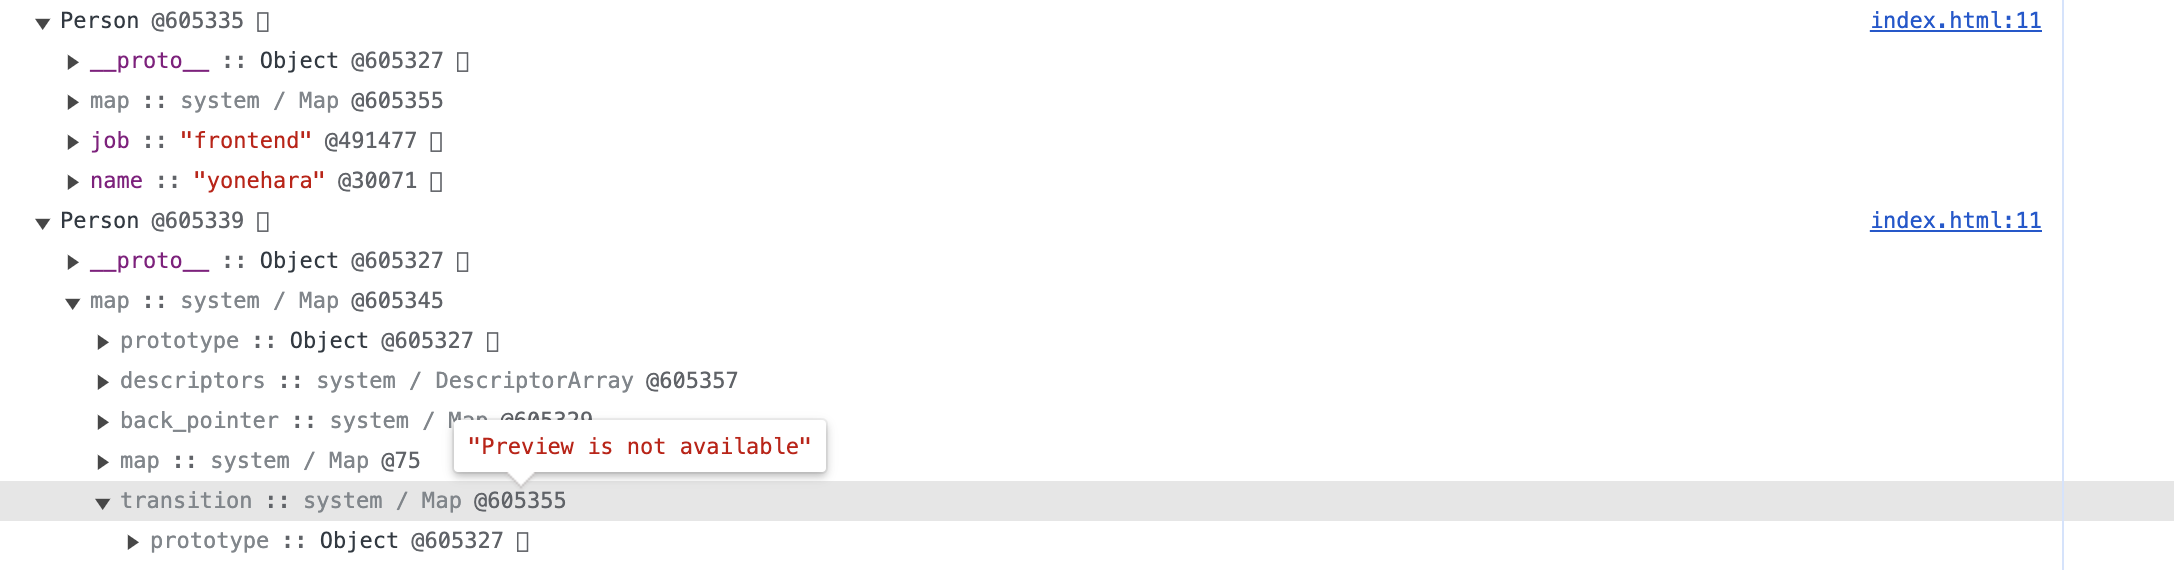 Person @605335 index.html:11
__proto__ :: Object @605327
map :: system / Map @605355
job :: "frontend" @491477
name :: "yonehara" @30071
Person @605339 index.html:11
__proto__ :: Object @605327
map :: system / Map @605345
prototype :: Object @605327
descriptors :: system / DescriptorArray @605357
back_pointer :: system / Map @605329
"Preview is not available"
map :: system / Map @75
transition :: system / Map @605355
prototype :: Object @605327